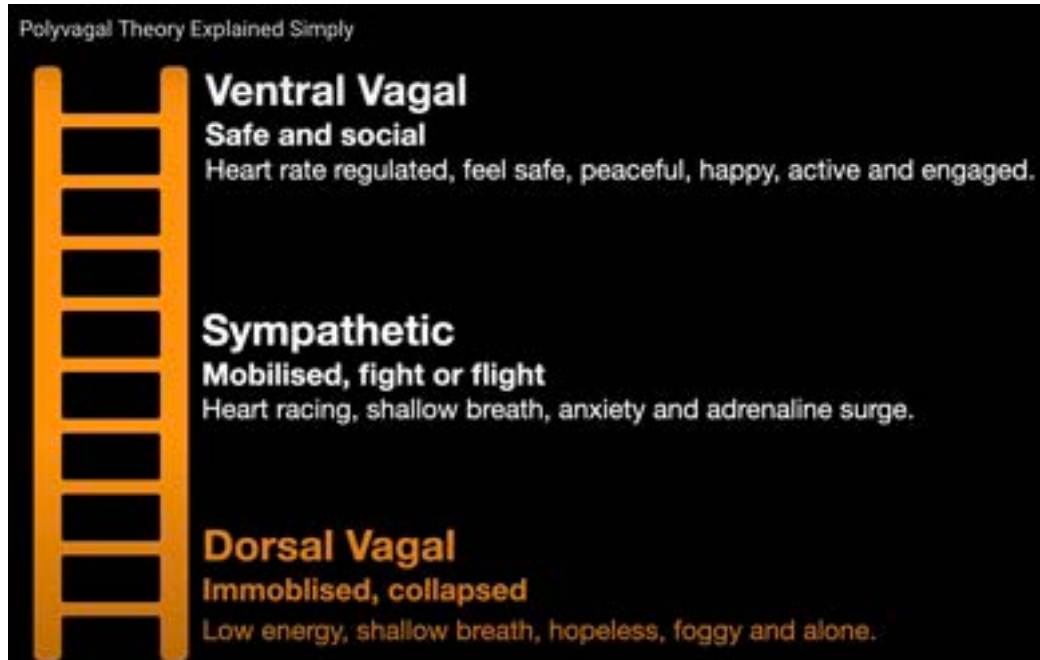 Polyvagal Theory Explained Simply
Ventral Vagal
Safe and social
Heart rate regulated, feel safe, peaceful, happy, active and engaged.
Sympathetic
Mobilised, fight or flight
Heart racing, shallow breath, anxiety and adrenaline surge.
Dorsal Vagal
Immoblised, collapsed
Low energy, shallow breath, hopeless, foggy and alone.